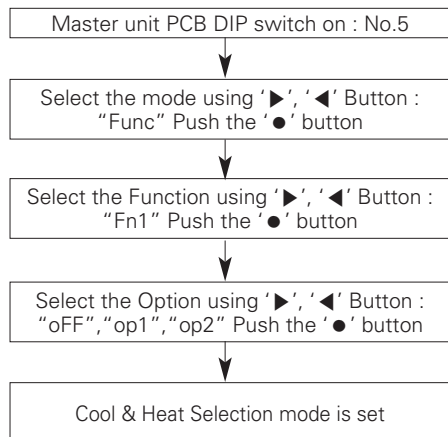 Master unit PCB DIP switch on : No.5
Select the mode using ‘▶’, ‘◀’ Button :
“Func” Push the ‘●’ button
Select the Function using ‘▶’, ‘◀’ Button :
“Fn1” Push the ‘●’ button
Select the Option using ‘▶’, ‘◀’ Button :
“oFF”,“op1”,“op2” Push the ‘●’ button
Cool & Heat Selection mode is set